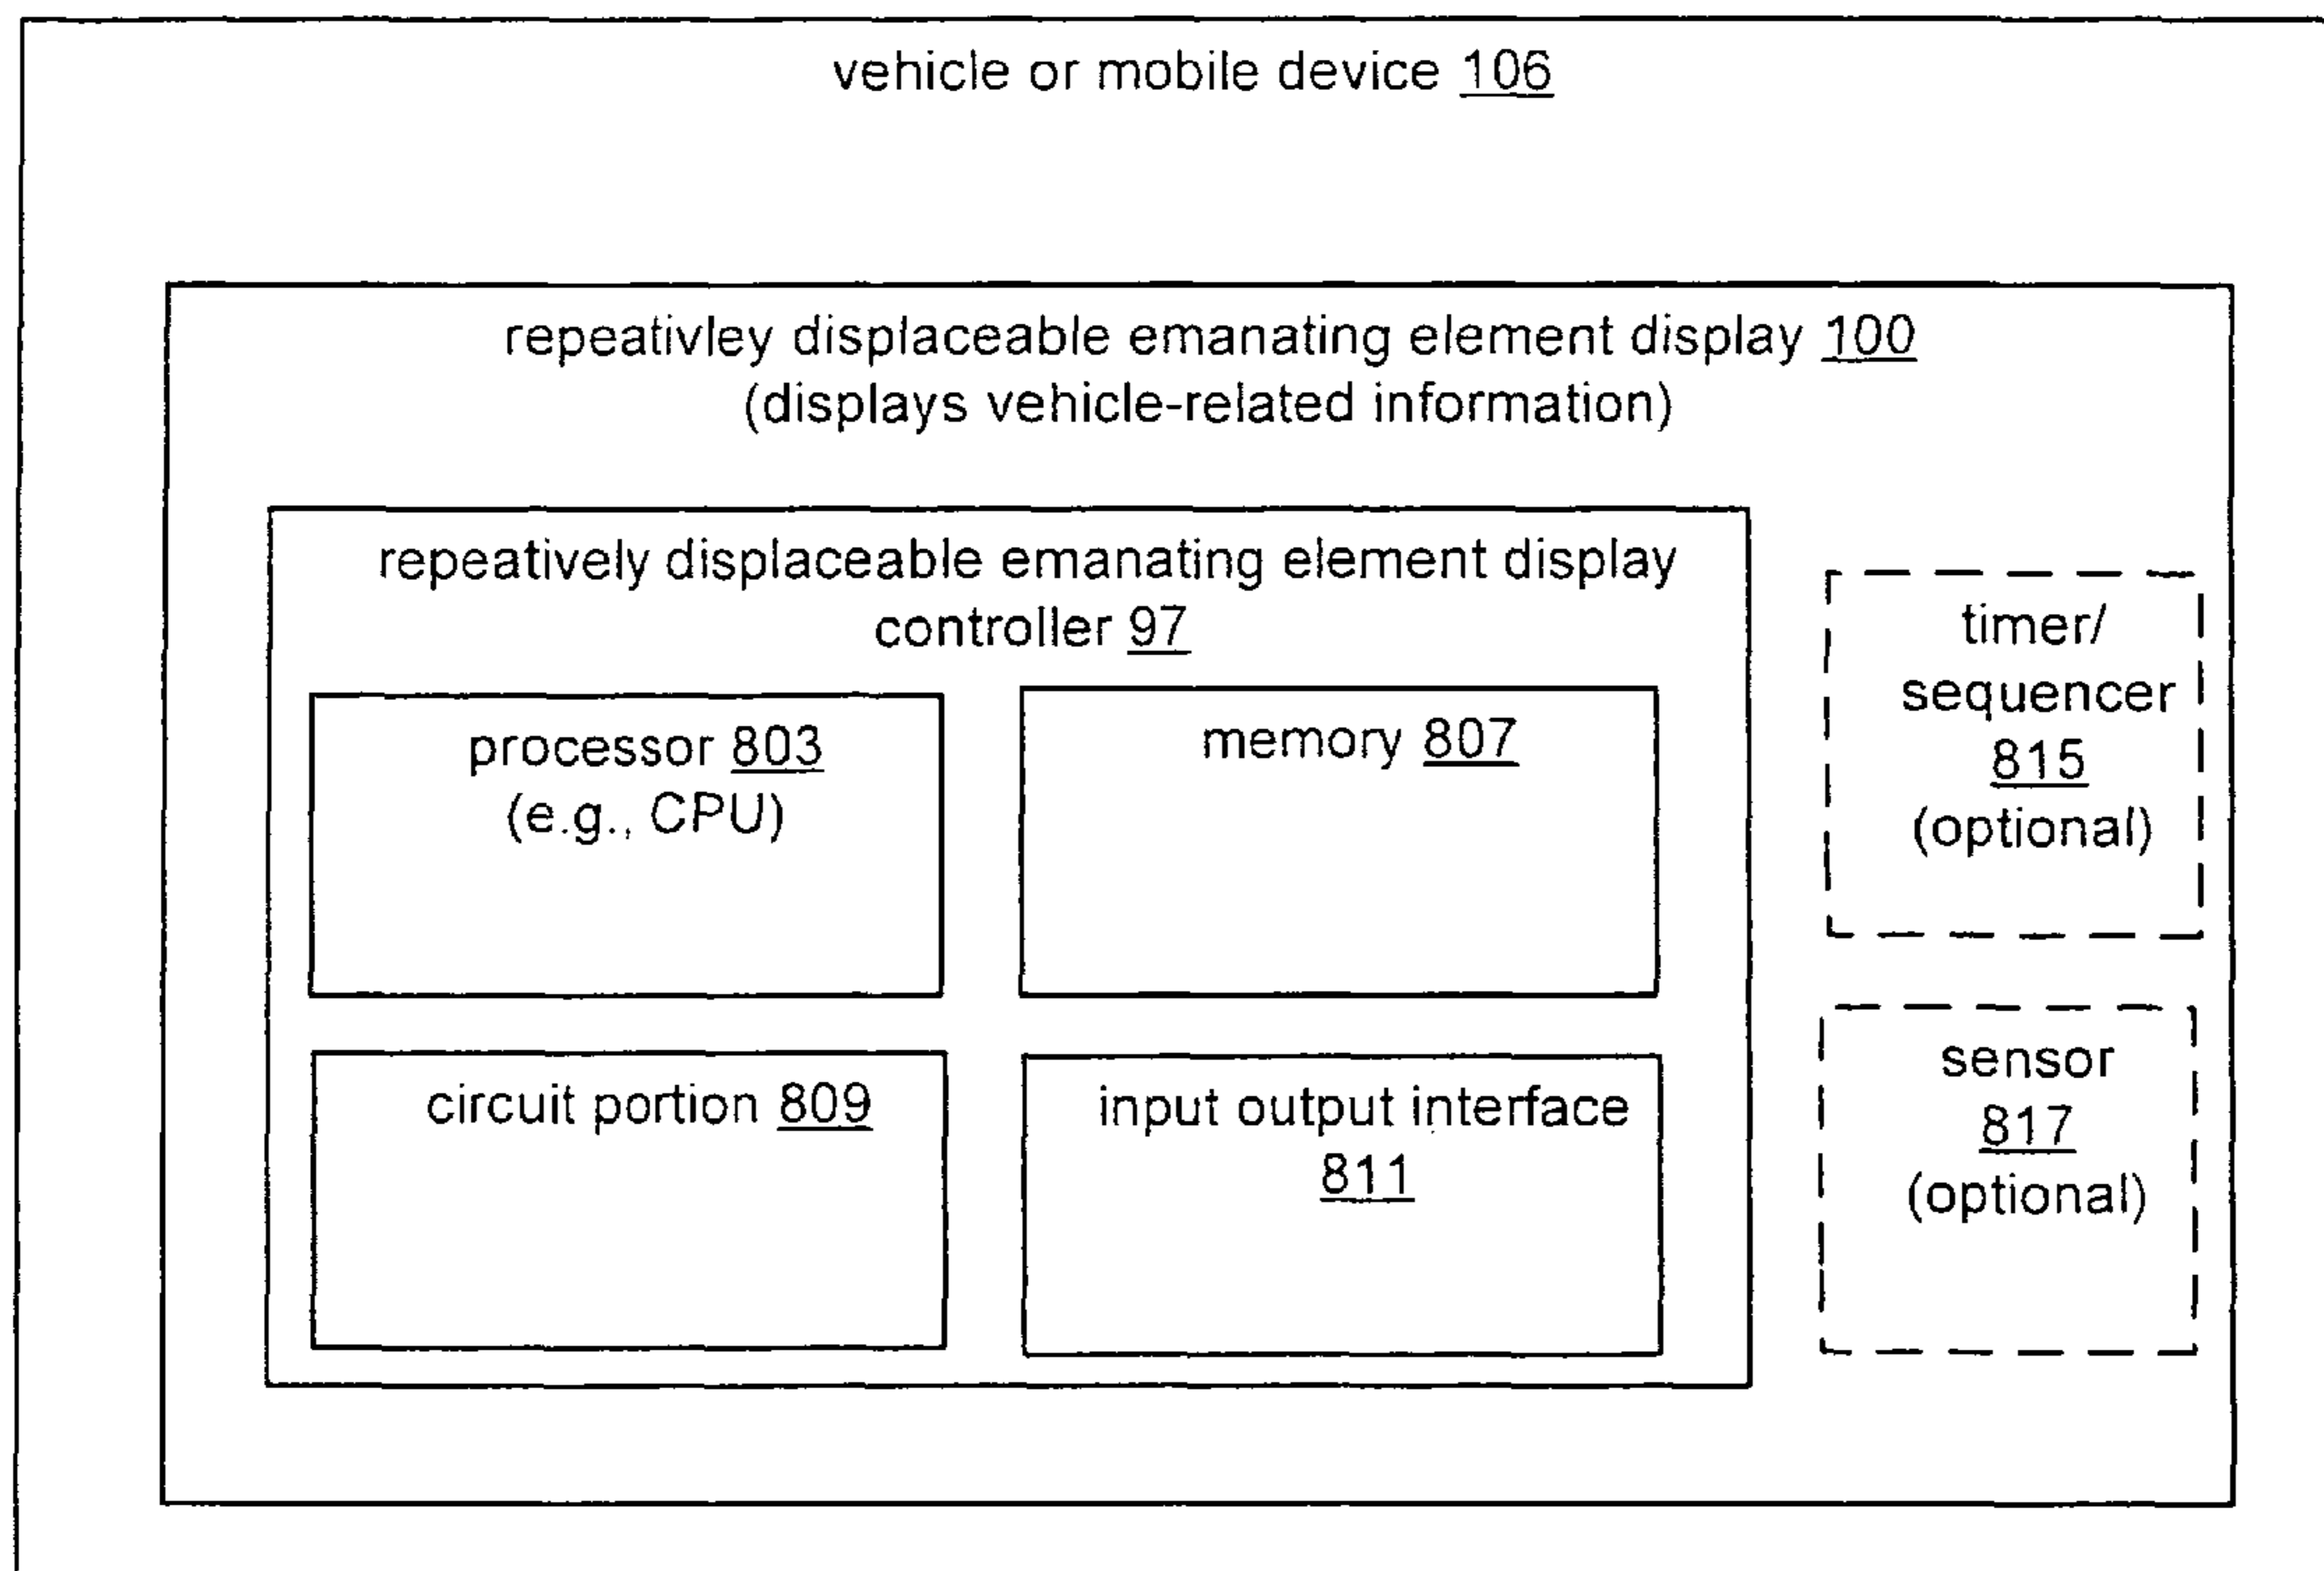 vehicle or mobile device 106
repeativley displaceable emanating element display 100
(displays vehicle-related information)
repeatively displaceable emanating element display
controller 97
processor 803
(e.g., CPU)
memory 807
circuit portion 809
input output interface
811
timer/
sequencer
815
(optional)
sensor
817
(optional)